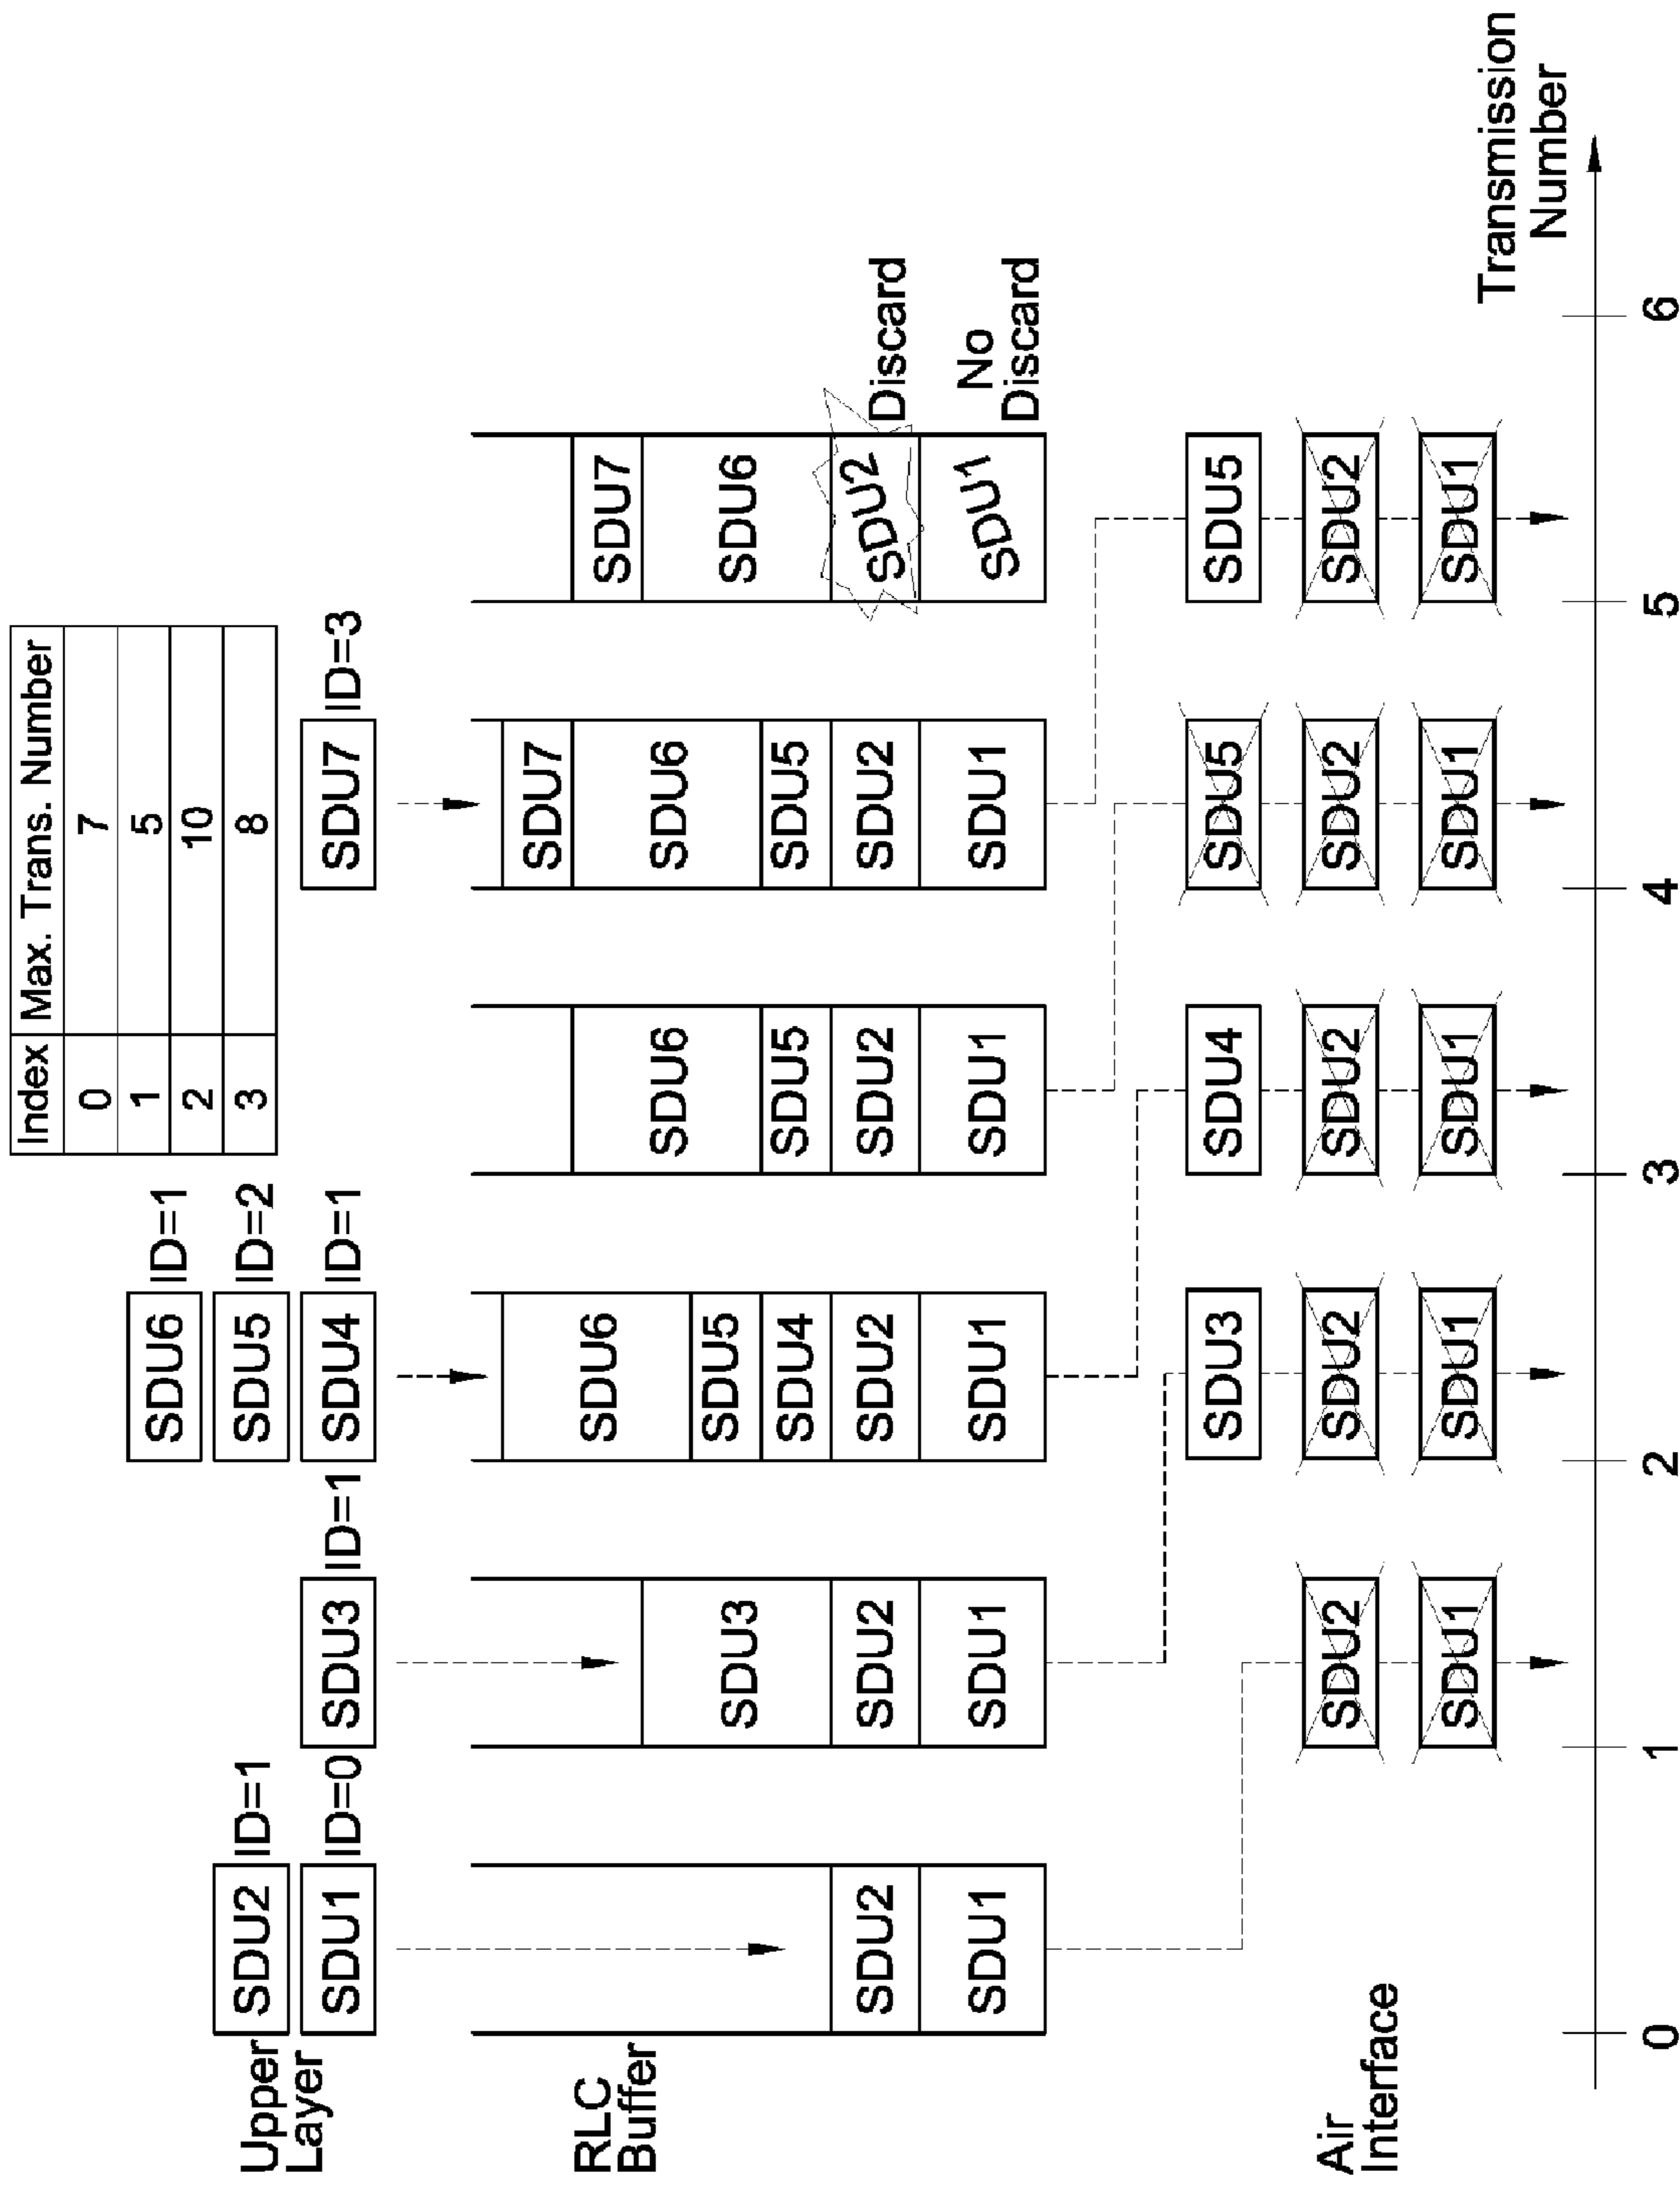 Index Max. Trans. Number
0 7
1 5
2 10
3 8
SDU6 ID=1
SDU2 ID=1 SDU5 ID=2
SDU1 ID=0 SDU3 ID=1 SDU4 ID=1 SDU7 ID=3
Upper
Layer
RLC
Buffer
SDU2
SDU1
SDU3
SDU2
SDU1
SDU6
SDU5
SDU4
SDU2
SDU1
SDU6
SDU5
SDU2
SDU1
SDU7
SDU6
SDU5
SDU2
SDU1
SDU7
SDU6
SDU2 Discard
SDU1 No
Discard
Air
Interface
SDU2
SDU1
SDU3
SDU2
SDU1
SDU4
SDU2
SDU1
SDU5
SDU2
SDU1
SDU5
SDU2
SDU1
Transmission
Number
0 1 2 3 4 5 6